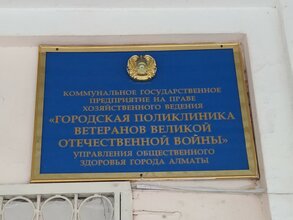 КОММУНАЛЬНОЕ ГОСУДАРСТВЕННОЕ
ПРЕДПРИЯТИЕ НА ПРАВЕ
ХОЗЯЙСТВЕННОГО ВЕДЕНИЯ
«ГОРОДСКАЯ ПОЛИКЛИНИКА
ВЕТЕРАНОВ ВЕЛИКОЙ
ОТЕЧЕСТВЕННОЙ ВОЙНЫ»
УПРАВЛЕНИЯ ОБЩЕСТВЕННОГО
ЗДОРОВЬЯ ГОРОДА АЛМАТЫ